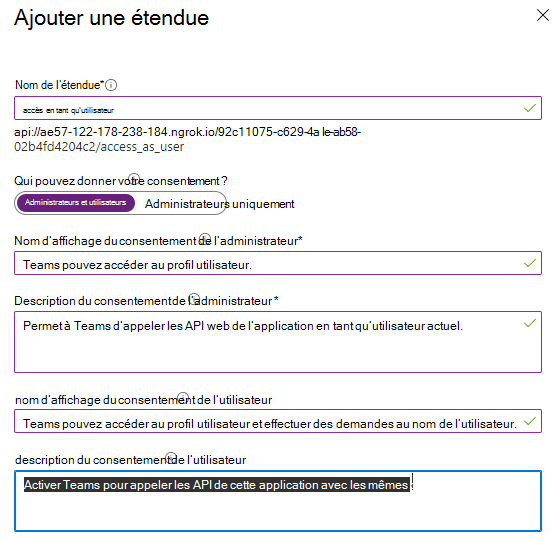 Ajouter une étendue
Nom de l'étendue*
accès en tant qu'utilisateur
api://ae57-122-178-238-184.ngrok.io/92c11075-c629-4a le-ab58-
02b4fd4204c2/access_as_user
Qui pouvez donner votre consentement ?
Administrateurs et utilisateurs
Administrateurs uniquement
Nom d'affichage du consentement de l'administrateur*
Teams pouvez accéder au profil utilisateur.
Description du consentement de l'administrateur *
Permet à Teams d'appeler les API web de l'application en tant qu'utilisateur actuel.
nom d'affichage du consentement de l'utilisateur
Teams pouvez accéder au profil utilisateur et effectuer des demandes au nom de l'utilisateur.
description du consentement de l'utilisateur
Activer Teams pour appeler les API de cette application avec les mêmes